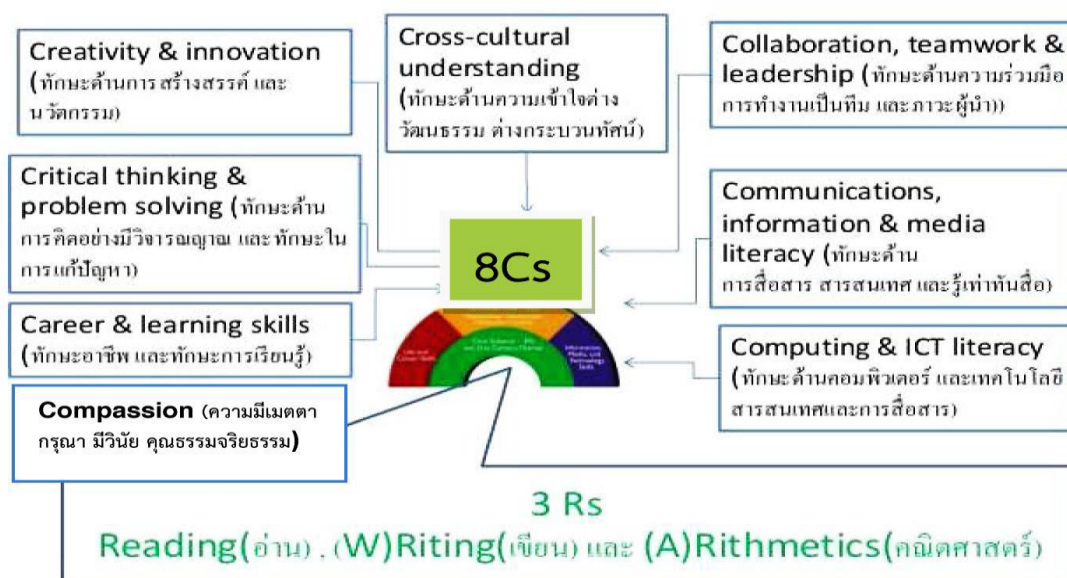 Creativity & innovation
(ทักษะด้านการสร้างสรรค์ และ
นวัตกรรม)
Cross-cultural
understanding
(ทักษะด้านความเข้าใจต่าง
วัฒนธรรม ต่างกระบวนทัศน์)
Collaboration, teamwork &
leadership (ทักษะด้านความร่วมมือ
การทำงานเป็นทีม และภาวะผู้นำ))
Critical thinking &
problem solving (ทักษะด้าน
การคิดอย่างมีวิจารณญาณ และทักษะใน
การแก้ปัญหา)
Communications,
information & media
literacy (ทักษะด้าน
การสื่อสาร สารสนเทศ และรู้เท่าทันสื่อ)
8Cs
Career & learning skills
(ทักษะอาชีพ และทักษะการเรียนรู้)
Computing & ICT literacy
(ทักษะด้านคอมพิวเตอร์ และเทคโนโลยี
สารสนเทศและการสื่อสาร)
Compassion (ความมีเมตตา
กรุณา มีวินัย คุณธรรมจริยธรรม)
3 Rs
Reading(อ่าน) , (W)Riting(เขียน) และ (A)Rithmetics(คณิตศาสตร์)